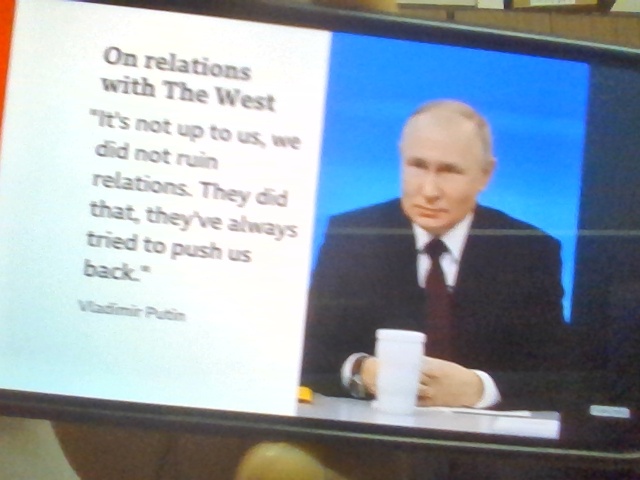 On relations
with The West
"It's not up to us, we
did not ruin
relations. They did
that, they've always
tried to push us
back."
Vladimir Putin